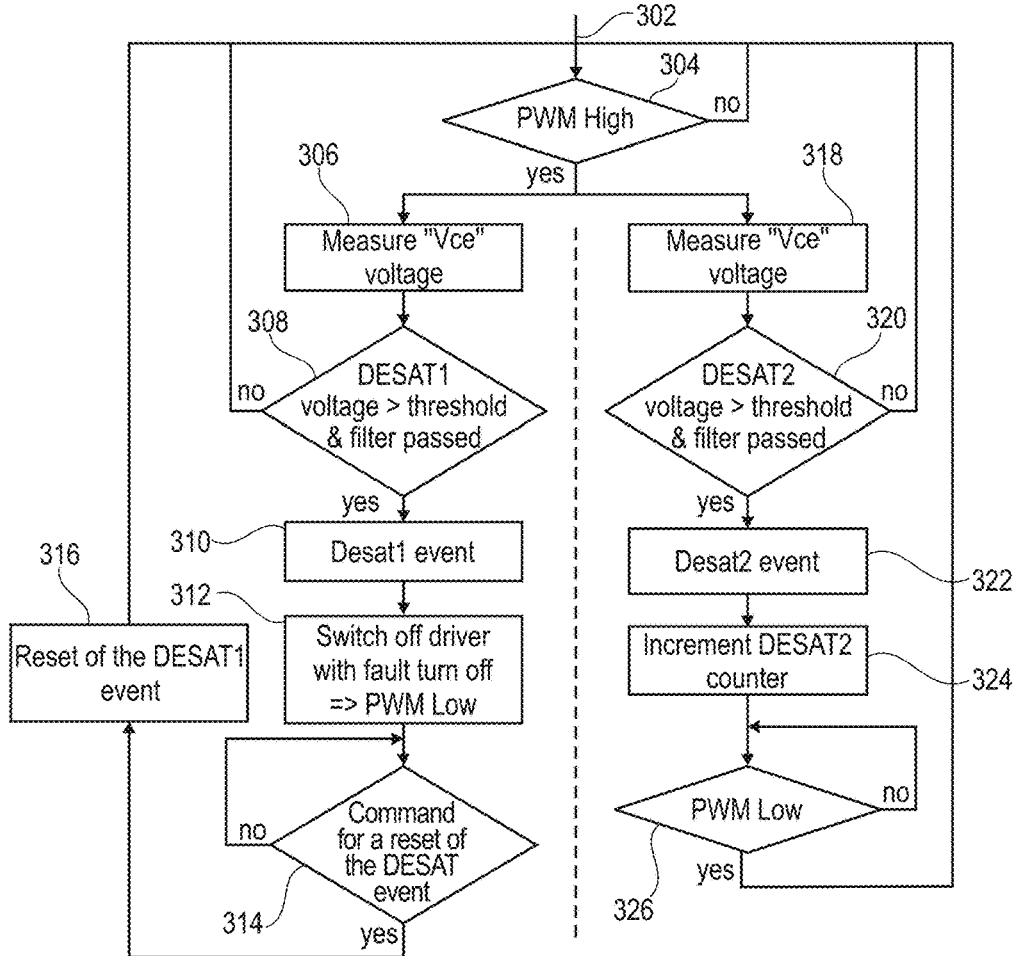 302
304
PWM High
no
yes
306
Measure "Vce"
voltage
318
Measure "Vce"
voltage
308
DESAT1
voltage > threshold
& filter passed
no
yes
320
DESAT2
voltage > threshold
& filter passed
no
yes
310
Desat1 event
312
Switch off driver
with fault turn off
=> PWM Low
316
Reset of the DESAT1
event
Command
for a reset of
the DESAT
event
no
314
yes
Desat2 event
322
Increment DESAT2
counter
324
PWM Low
no
326
yes